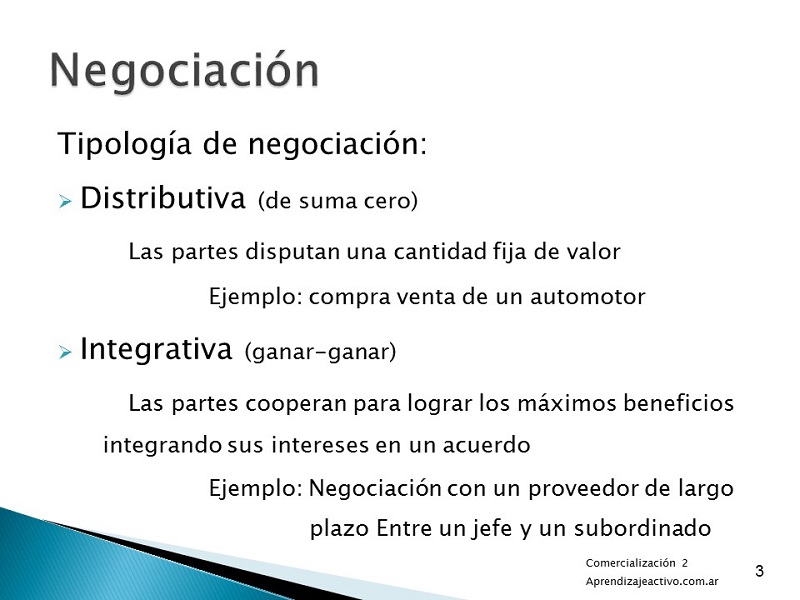 Negociación
Tipología de negociación:
Distributiva (de suma cero)
Las partes disputan una cantidad fija de valor
Ejemplo: compra venta de un automotor
Integrativa (ganar-ganar)
Las partes cooperan para lograr los máximos beneficios
integrando sus intereses en un acuerdo
Ejemplo: Negociación con un proveedor de largo
plazo Entre un jefe y un subordinado
Comercialización 2
Aprendizajeactivo.com.ar
3